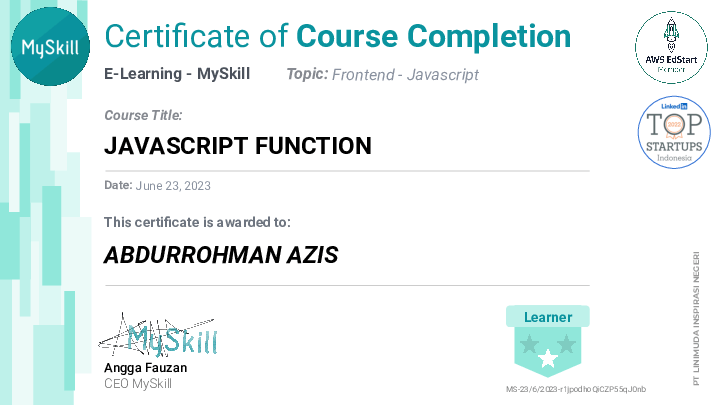 MySkill
Certificate of Course Completion
E-Learning - MySkill
Topic: Frontend - Javascript
AWS EdStart
Member
LinkedIn
TOP
2022
STARTUPS
Indonesia
Course Title:
JAVASCRIPT FUNCTION
Date: June 23, 2023
This certificate is awarded to:
ABDURROHMAN AZIS
MySkill
Angga Fauzan
CEO MySkill
Learner
MS-23/6/2023-r1jpodhoQiCZP55qJ0nb
PT LINIMUDA INSPIRASI NEGERI